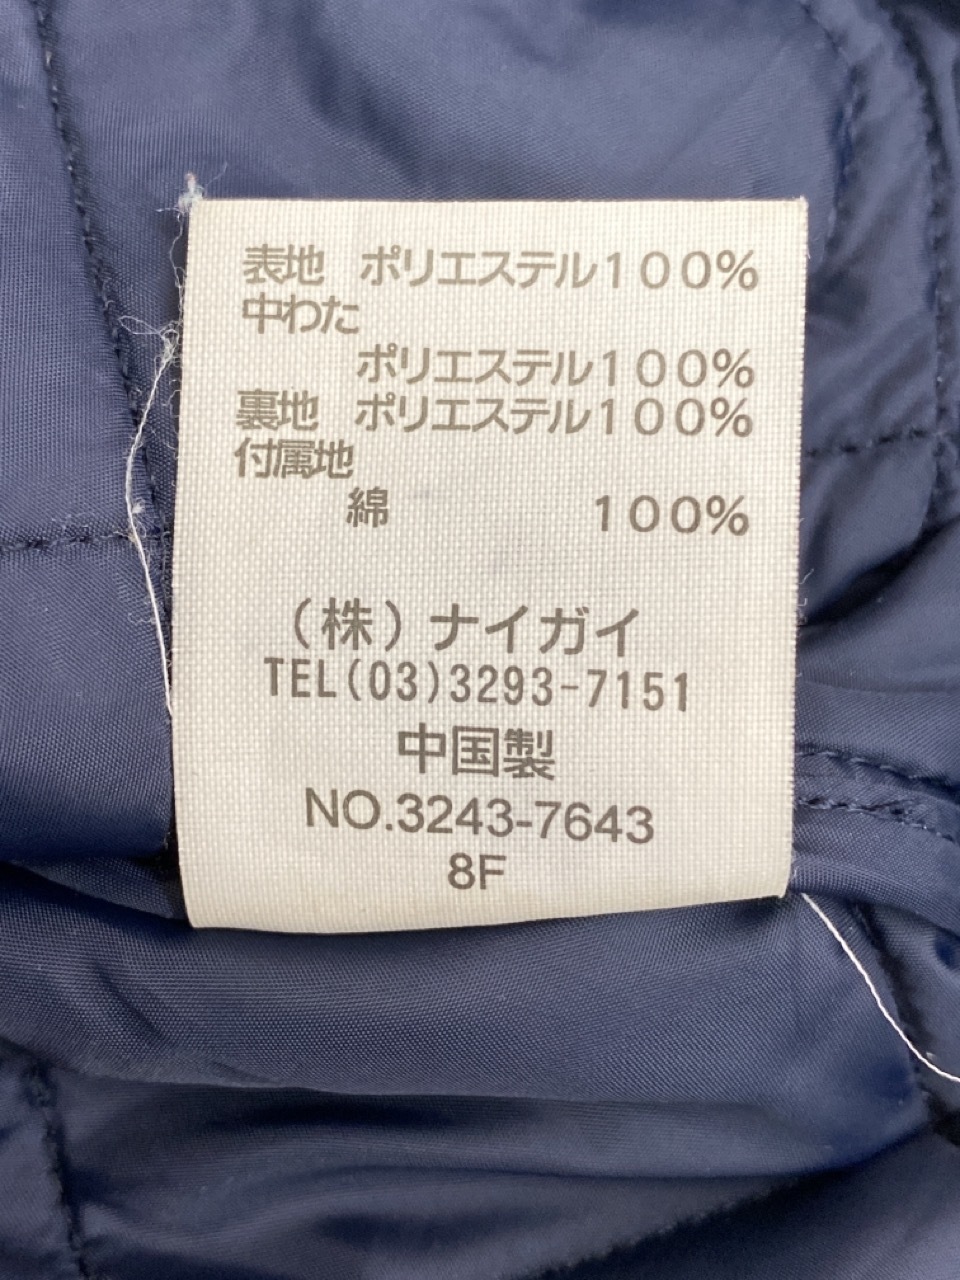 表地　ポリエステル100%
中わた
ポリエステル100%
裏地　ポリエステル100%
付属地
綿　100%
（株）ナイガイ
TEL(03)3293-7151
中国製
NO.3243-7643
8F